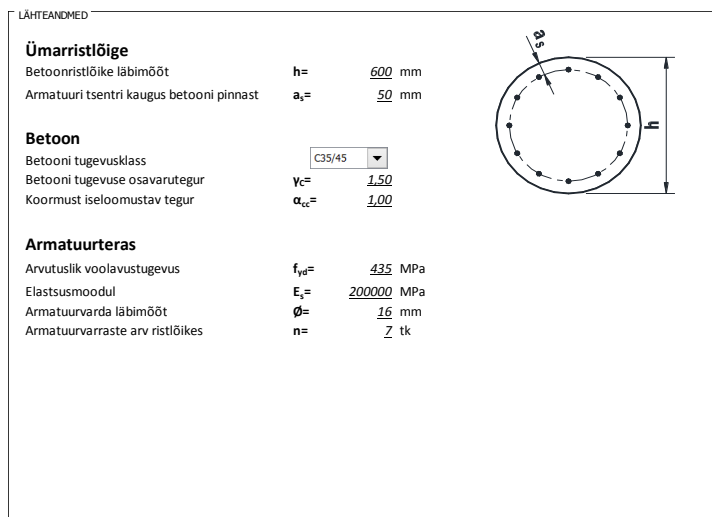 LÄHTEANDMED
Ümarristlõige
Betoonristlõike läbimõõt h= 600 mm
Armatuuri tsentri kaugus betooni pinnast as= 50 mm
as
h
Betoon
Betooni tugevusklass C35/45
Betooni tugevuse osavarutegur γC= 1,50
Koormust iseloomustav tegur αcc= 1,00
Armatuurteras
Arvutuslik voolavustugevus fyd= 435 MPa
Elastsusmoodul Es= 200000 MPa
Armatuurvarda läbimõõt Ø= 16 mm
Armatuurvarraste arv ristlõikes n= 7 tk